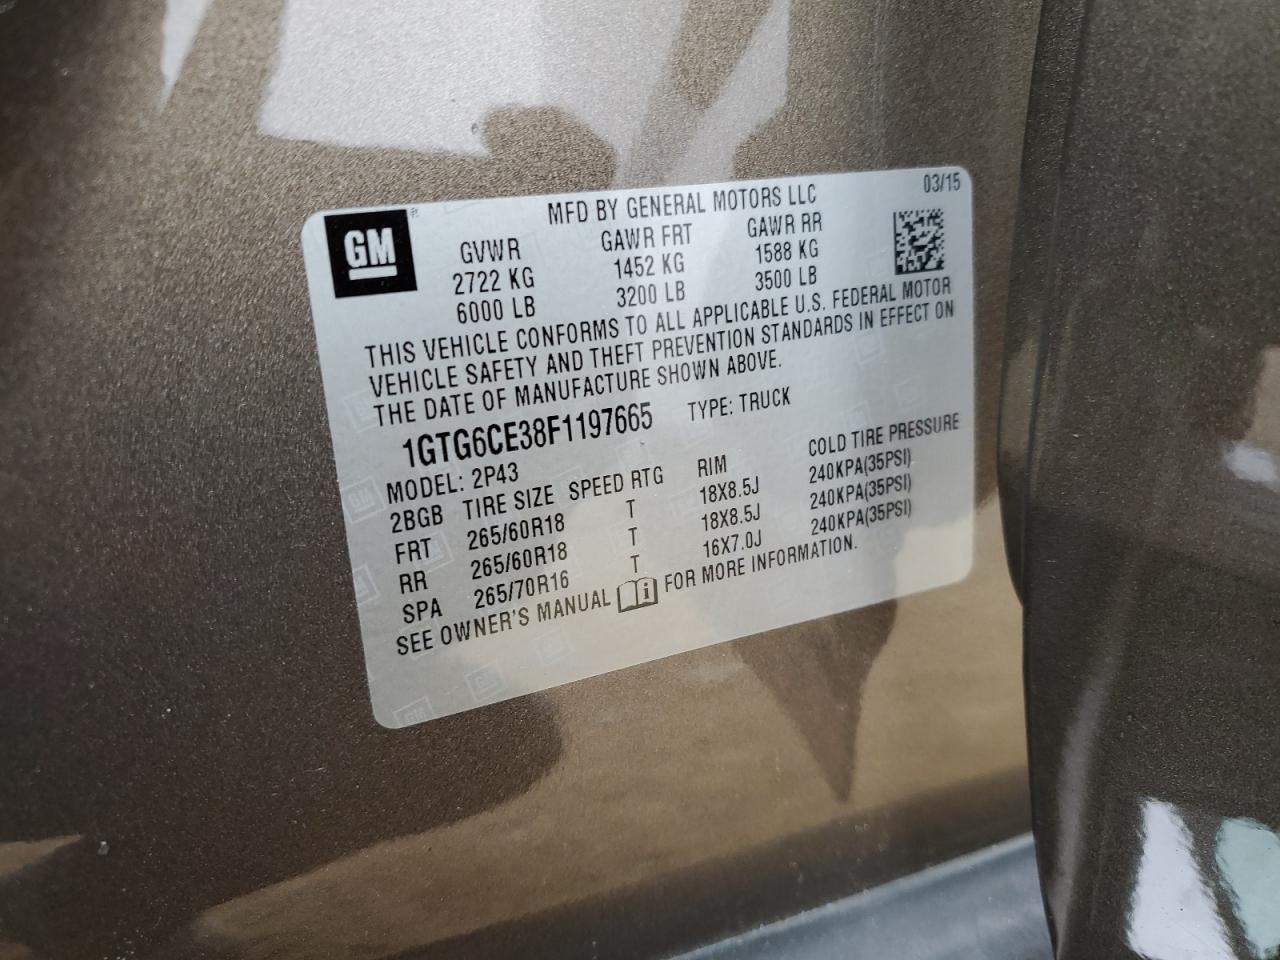 GM®
MFD BY GENERAL MOTORS LLC 03/15
GVWR GAWR FRT GAWR RR
2722 KG 1452 KG 1588 KG
6000 LB 3200 LB 3500 LB
THIS VEHICLE CONFORMS TO ALL APPLICABLE U.S. FEDERAL MOTOR
VEHICLE SAFETY AND THEFT PREVENTION STANDARDS IN EFFECT ON
THE DATE OF MANUFACTURE SHOWN ABOVE.
1GTG6CE38F1197665 TYPE: TRUCK
MODEL: 2P43
2BGB TIRE SIZE SPEED RTG RIM COLD TIRE PRESSURE
FRT 265/60R18 T 18X8.5J 240KPA(35PSI)
RR 265/60R18 T 18X8.5J 240KPA(35PSI)
SPA 265/70R16 T 16X7.0J 240KPA(35PSI)
SEE OWNER'S MANUAL FOR MORE INFORMATION.